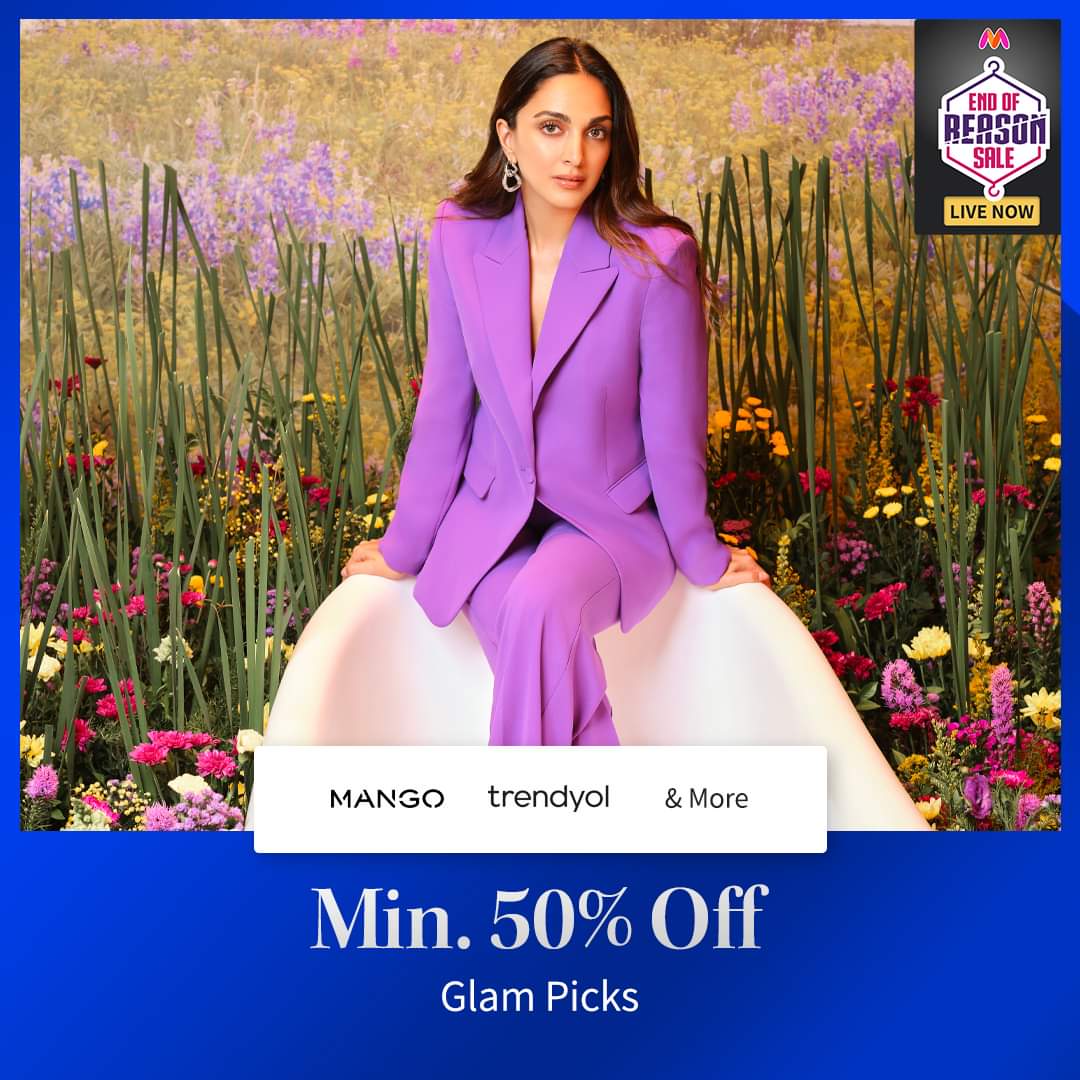 END OF
REASON
SALE
LIVE NOW
MANGO trendyol & More
Min. 50% Off
Glam Picks